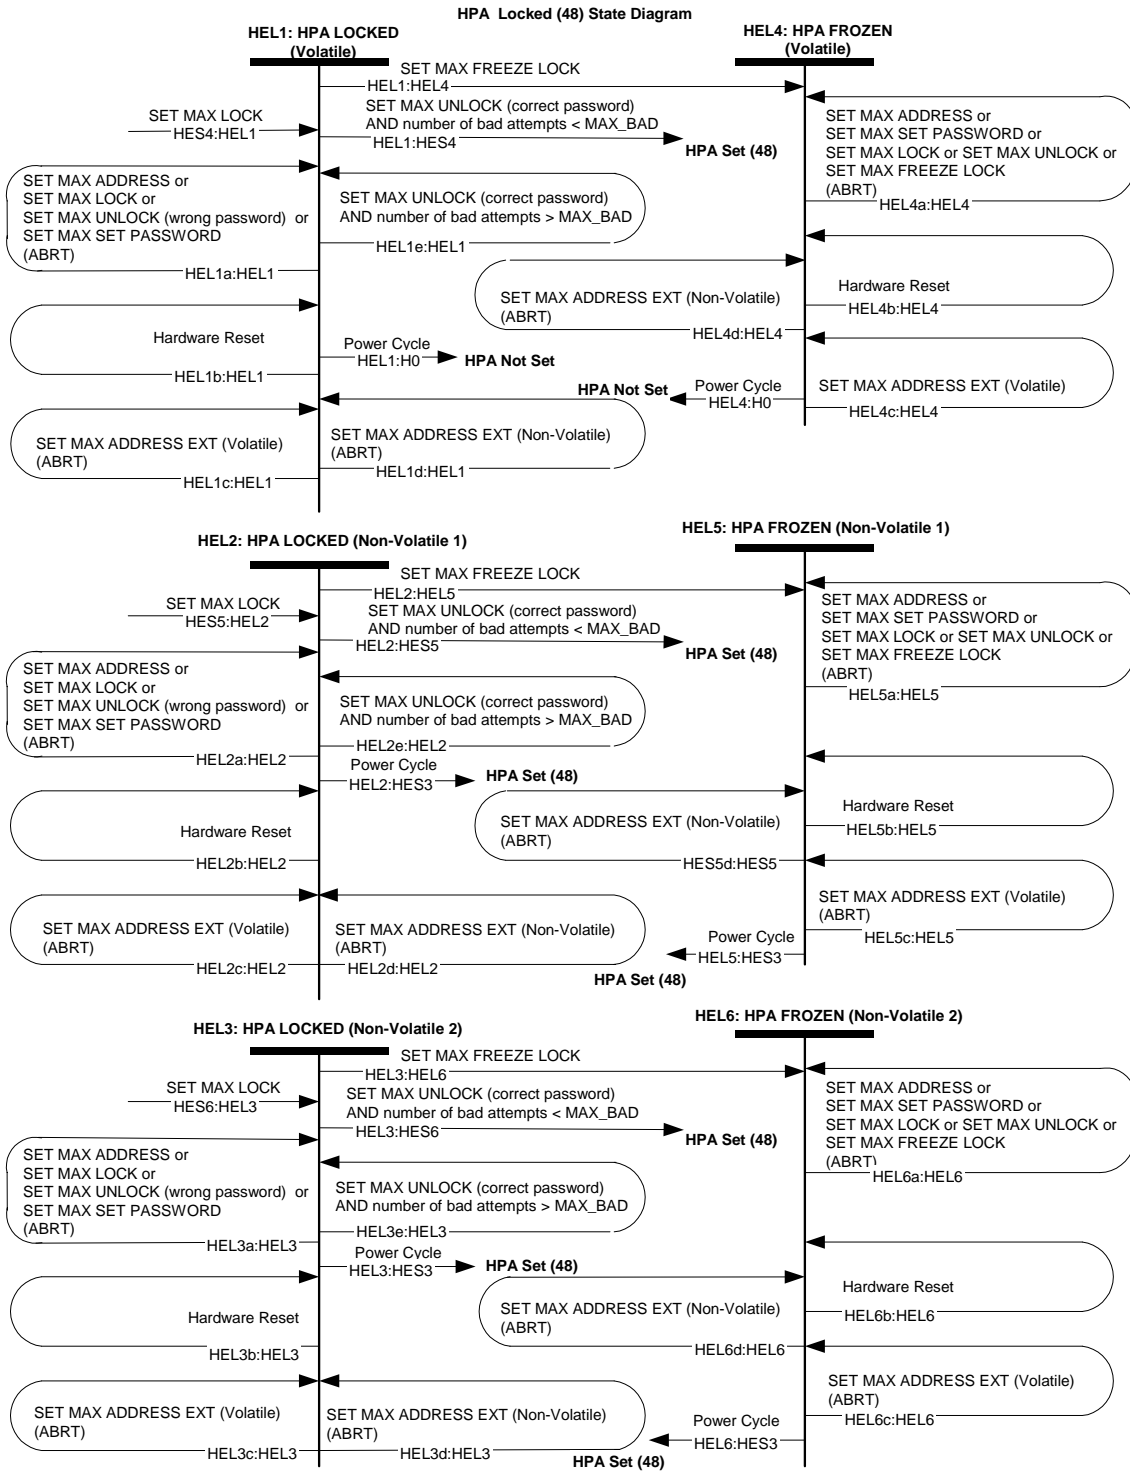 HPA Locked (48) State Diagram
HEL1: HPA LOCKED
(Volatile)
HEL4: HPA FROZEN
(Volatile)
SET MAX FREEZE LOCK
HEL1:HEL4
SET MAX LOCK
HES4:HEL1
SET MAX UNLOCK (correct password)
AND number of bad attempts < MAX_BAD
HEL1:HES4
HPA Set (48)
SET MAX ADDRESS or
SET MAX SET PASSWORD or
SET MAX LOCK or SET MAX UNLOCK or
SET MAX FREEZE LOCK
(ABRT)
HEL4a:HEL4
SET MAX ADDRESS or
SET MAX LOCK or
SET MAX UNLOCK (wrong password) or
SET MAX SET PASSWORD
(ABRT)
HEL1a:HEL1
SET MAX UNLOCK (correct password)
AND number of bad attempts > MAX_BAD
HEL1e:HEL1
SET MAX ADDRESS EXT (Non-Volatile)
(ABRT)
HEL4d:HEL4
Hardware Reset
HEL4b:HEL4
Hardware Reset
HEL1b:HEL1
Power Cycle
HEL1:H0
HPA Not Set
HPA Not Set
Power Cycle
HEL4:H0
SET MAX ADDRESS EXT (Volatile)
HEL4c:HEL4
SET MAX ADDRESS EXT (Volatile)
(ABRT)
HEL1c:HEL1
SET MAX ADDRESS EXT (Non-Volatile)
(ABRT)
HEL1d:HEL1
HEL2: HPA LOCKED (Non-Volatile 1)
HEL5: HPA FROZEN (Non-Volatile 1)
SET MAX FREEZE LOCK
HEL2:HEL5
SET MAX LOCK
HES5:HEL2
SET MAX UNLOCK (correct password)
AND number of bad attempts < MAX_BAD
HEL2:HES5
HPA Set (48)
SET MAX ADDRESS or
SET MAX SET PASSWORD or
SET MAX LOCK or SET MAX UNLOCK or
SET MAX FREEZE LOCK
(ABRT)
HEL5a:HEL5
SET MAX ADDRESS or
SET MAX LOCK or
SET MAX UNLOCK (wrong password) or
SET MAX SET PASSWORD
(ABRT)
HEL2a:HEL2
SET MAX UNLOCK (correct password)
AND number of bad attempts > MAX_BAD
HEL2e:HEL2
Power Cycle
HEL2:HES3
HPA Set (48)
Hardware Reset
HEL2b:HEL2
SET MAX ADDRESS EXT (Non-Volatile)
(ABRT)
HES5d:HES5
Hardware Reset
HEL5b:HEL5
SET MAX ADDRESS EXT (Volatile)
(ABRT)
HEL5c:HEL5
SET MAX ADDRESS EXT (Volatile)
(ABRT)
HEL2c:HEL2
SET MAX ADDRESS EXT (Non-Volatile)
(ABRT)
HEL2d:HEL2
Power Cycle
HEL5:HES3
HPA Set (48)
HEL3: HPA LOCKED (Non-Volatile 2)
HEL6: HPA FROZEN (Non-Volatile 2)
SET MAX FREEZE LOCK
HEL3:HEL6
SET MAX LOCK
HES6:HEL3
SET MAX UNLOCK (correct password)
AND number of bad attempts < MAX_BAD
HEL3:HES6
HPA Set (48)
SET MAX ADDRESS or
SET MAX SET PASSWORD or
SET MAX LOCK or SET MAX UNLOCK or
SET MAX FREEZE LOCK
(ABRT)
HEL6a:HEL6
SET MAX ADDRESS or
SET MAX LOCK or
SET MAX UNLOCK (wrong password) or
SET MAX SET PASSWORD
(ABRT)
HEL3a:HEL3
SET MAX UNLOCK (correct password)
AND number of bad attempts > MAX_BAD
HEL3e:HEL3
Power Cycle
HEL3:HES3
HPA Set (48)
Hardware Reset
HEL3b:HEL3
SET MAX ADDRESS EXT (Non-Volatile)
(ABRT)
HEL6d:HEL6
Hardware Reset
HEL6b:HEL6
SET MAX ADDRESS EXT (Volatile)
(ABRT)
HEL6c:HEL6
SET MAX ADDRESS EXT (Volatile)
(ABRT)
HEL3c:HEL3
SET MAX ADDRESS EXT (Non-Volatile)
(ABRT)
HEL3d:HEL3
Power Cycle
HEL6:HES3
HPA Set (48)